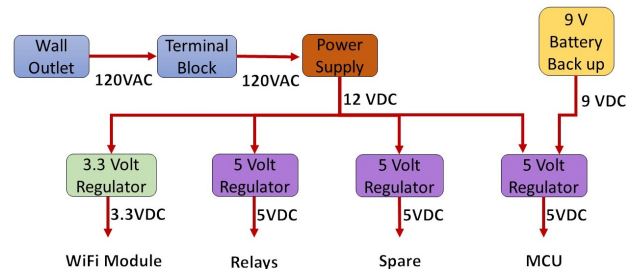 Wall
Outlet
120VAC
Terminal
Block
120VAC
Power
Supply
12 VDC
9 V
Battery
Back up
9 VDC
3.3 Volt
Regulator
3.3VDC
WiFi Module
5 Volt
Regulator
5VDC
Relays
5 Volt
Regulator
5VDC
Spare
5 Volt
Regulator
5VDC
MCU